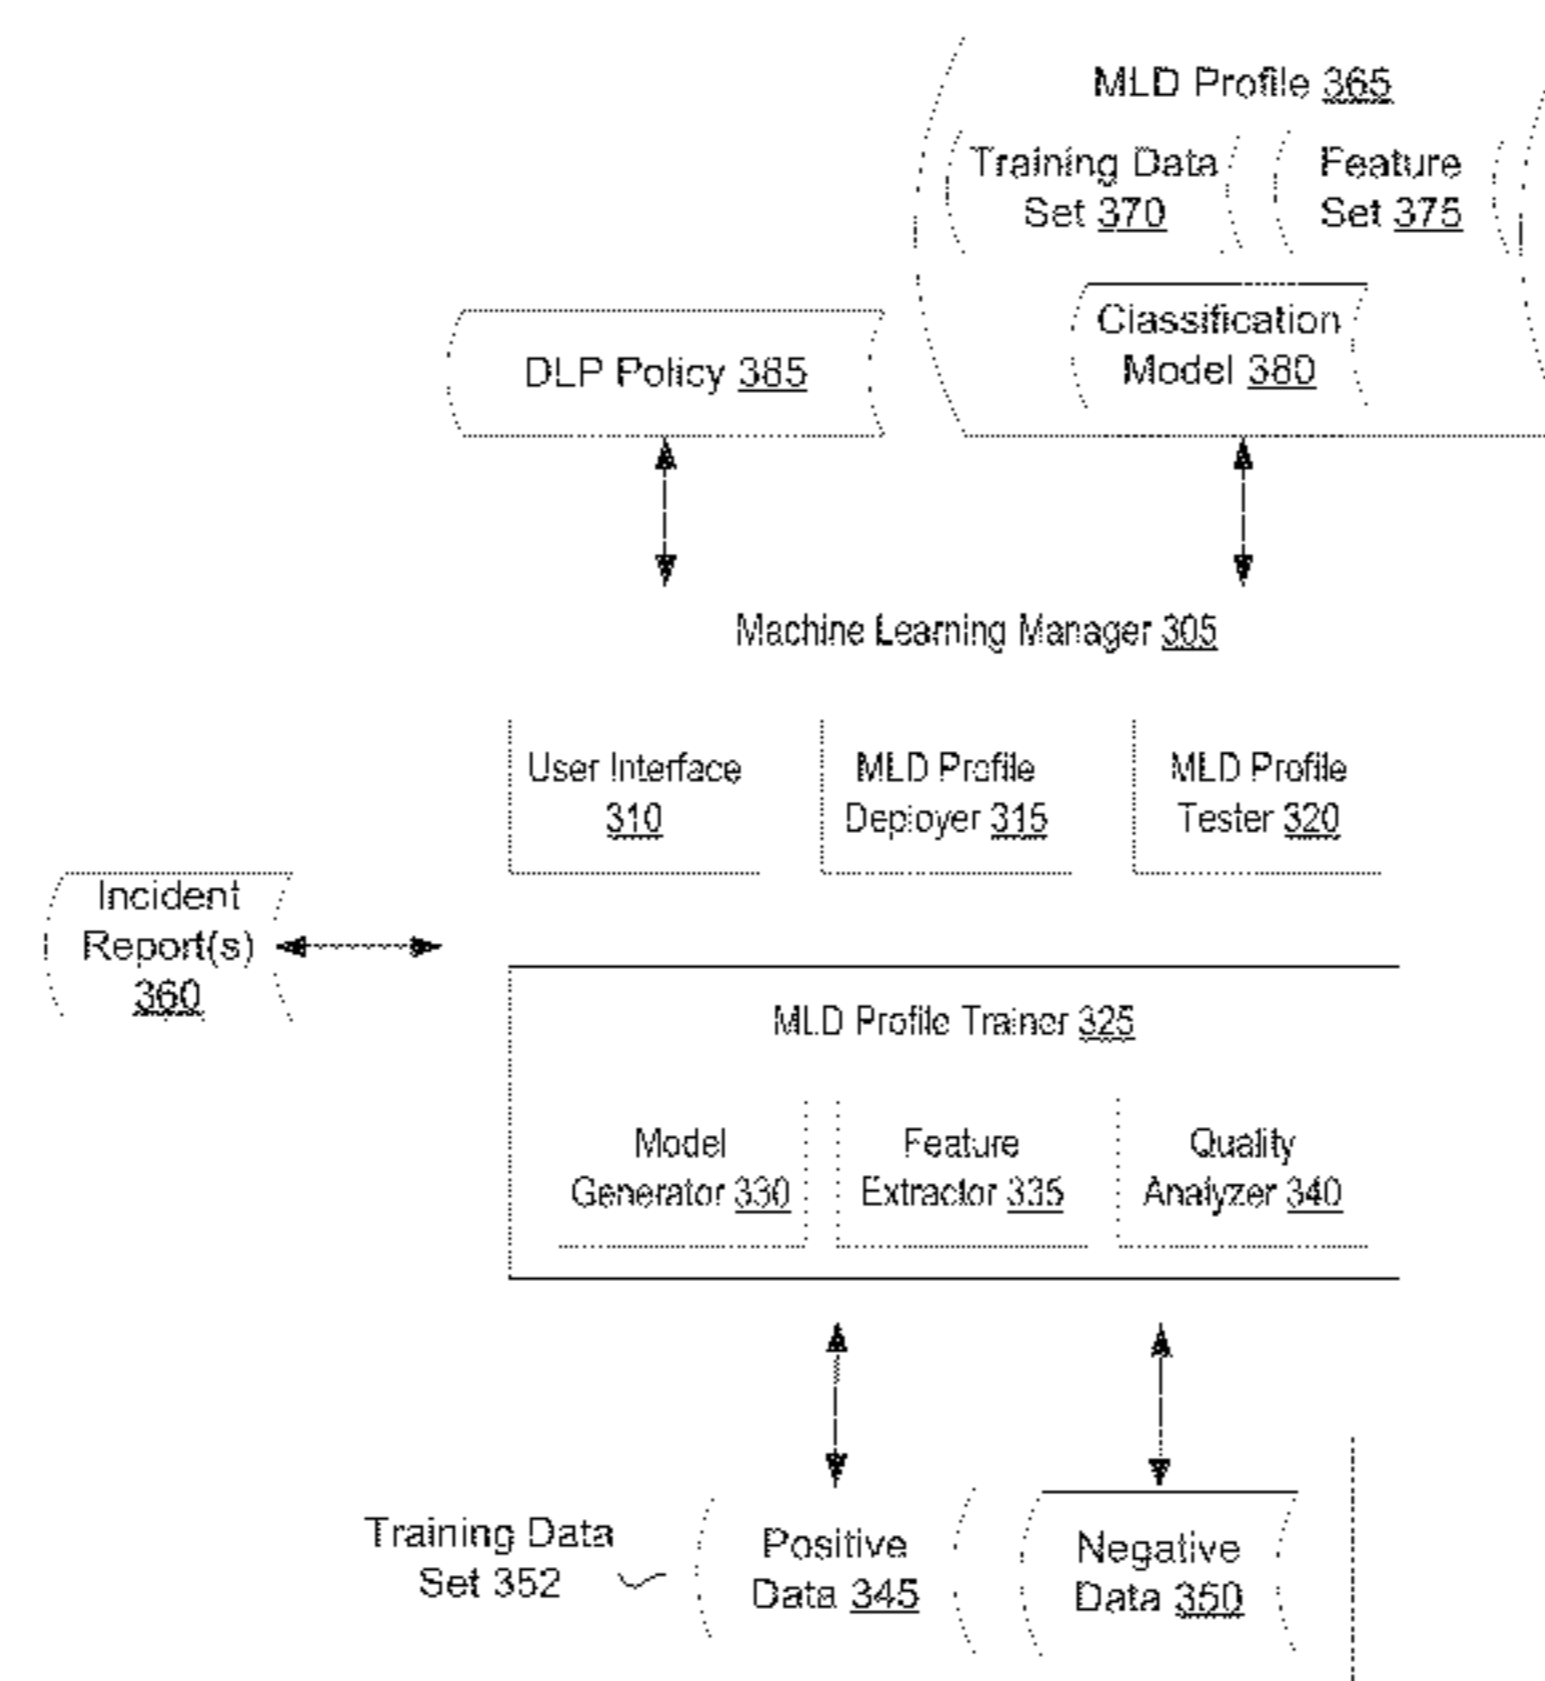 MLD Profile 365
Training Data
Set 370
Feature
Set 375
Classification
Model 380
DLP Policy 385
Machine Learning Manager 305
User Interface
310
MLD Profile
Deployer 315
MLD Profile
Tester 320
Incident
Report(s)
360
MLD Profile Trainer 325
Model
Generator 330
Feature
Extractor 335
Quality
Analyzer 340
Training Data
Set 352
Positive
Data 345
Negative
Data 350